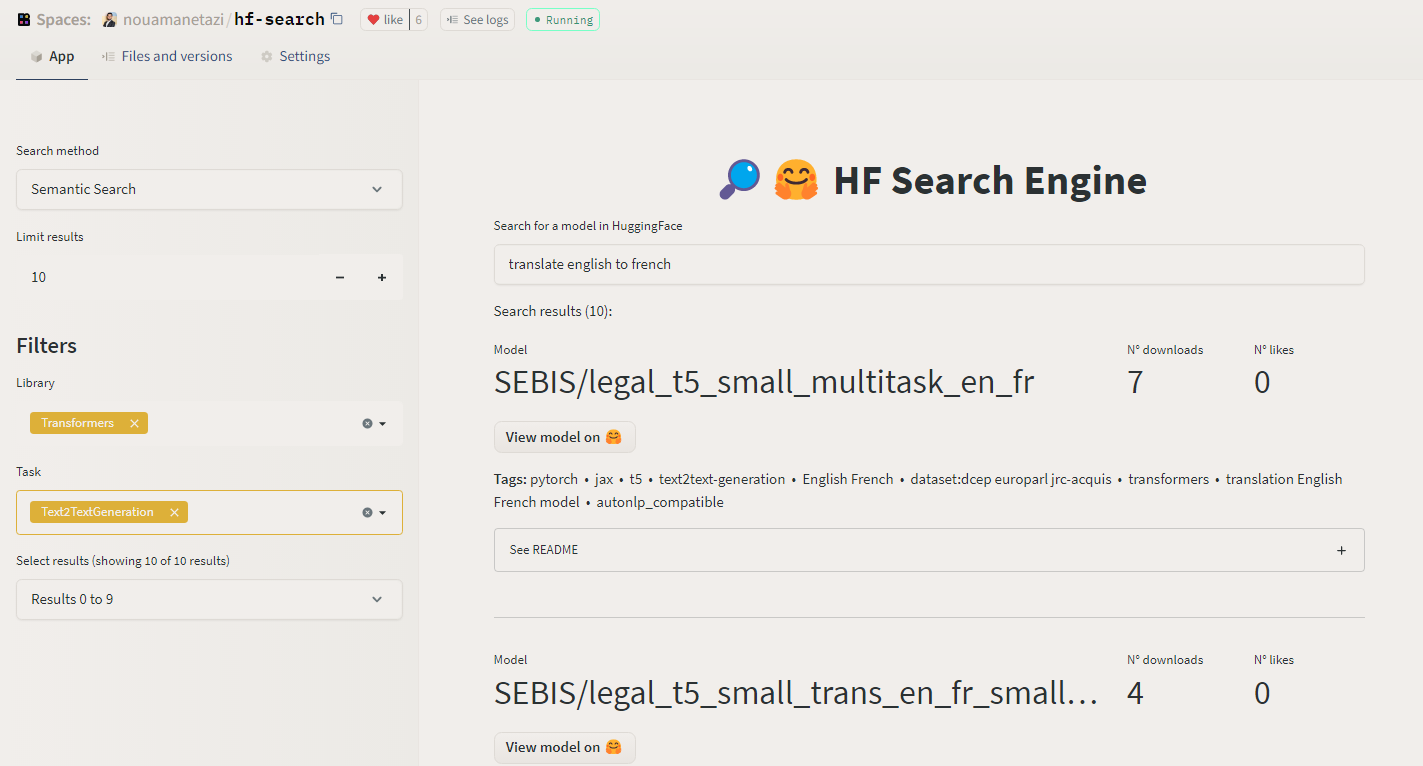 Spaces: nouamanetazi/hf-search like 6 See logs Running
App Files and versions Settings
Search method
Semantic Search
Limit results
10 − +
Filters
Library
Transformers ×
Task
Text2TextGeneration ×
Select results (showing 10 of 10 results)
Results 0 to 9
🔎 🤗 HF Search Engine
Search for a model in HuggingFace
translate english to french
Search results (10):
Model N° downloads N° likes
SEBIS/legal_t5_small_multitask_en_fr 7 0
View model on 🤗
Tags: pytorch • jax • t5 • text2text-generation • English French • dataset:dcep europarl jrc-acquis • transformers • translation English
French model • autonlp_compatible
See README +
Model N° downloads N° likes
SEBIS/legal_t5_small_trans_en_fr_small... 4 0
View model on 🤗